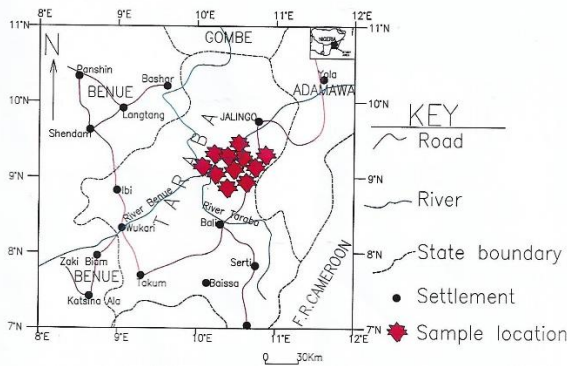 8°E 9°E 10°E 11°E 12°E
11°N
11°N
GOMBE
NIGERIA
N
Panshin
Bashar
Yola
BENUE
ADAMAWA
10°N
10°N
Langtang
JALINGO
Shendam
KEY
Road
TARABA
9°N
9°N
River
Ibi
River Benue
River Taraba
Wukari
Bali
State boundary
8°N
8°N
Zaki Biam
Serti
BENUE
Takum
Baissa
Settlement
Katsina Ala
F.R.CAMEROON
7°N
7°N
Sample location
8°E 9°E 10°E 11°E 12°E
0 30Km